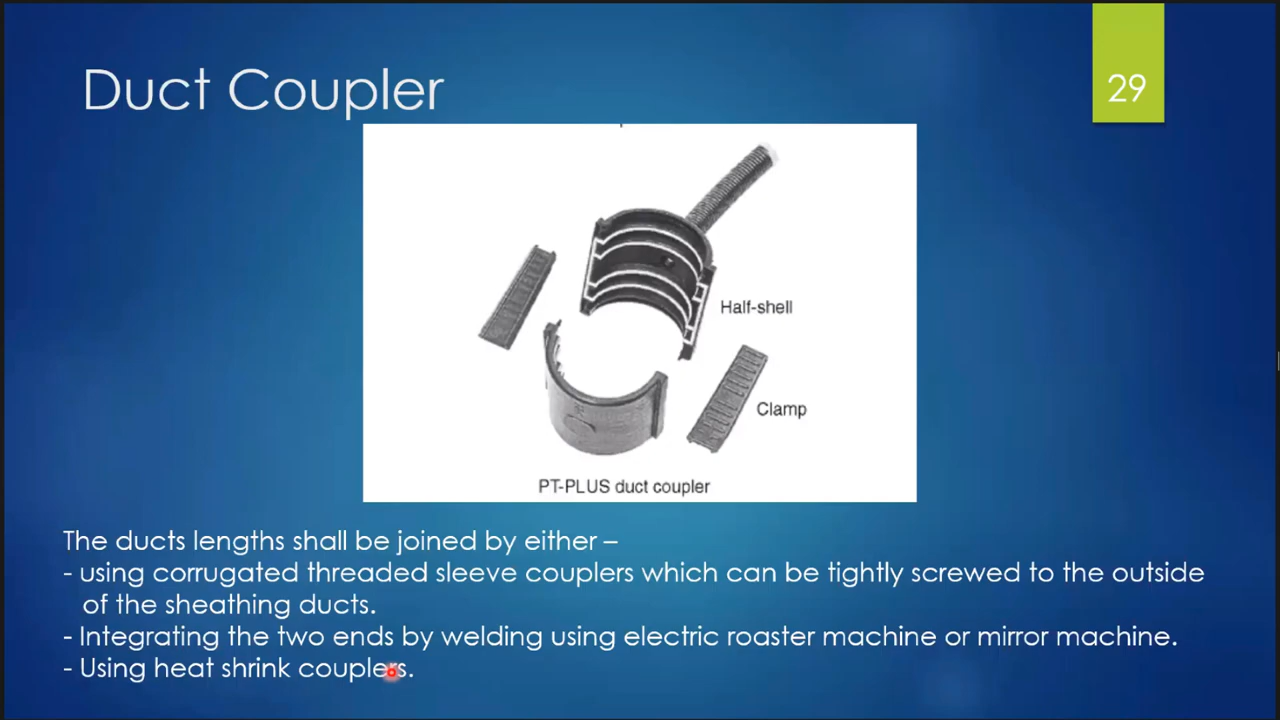 Duct Coupler
29
Half-shell
Clamp
PT-PLUS duct coupler
The ducts lengths shall be joined by either –
- using corrugated threaded sleeve couplers which can be tightly screwed to the outside
of the sheathing ducts.
- Integrating the two ends by welding using electric roaster machine or mirror machine.
- Using heat shrink couplers.